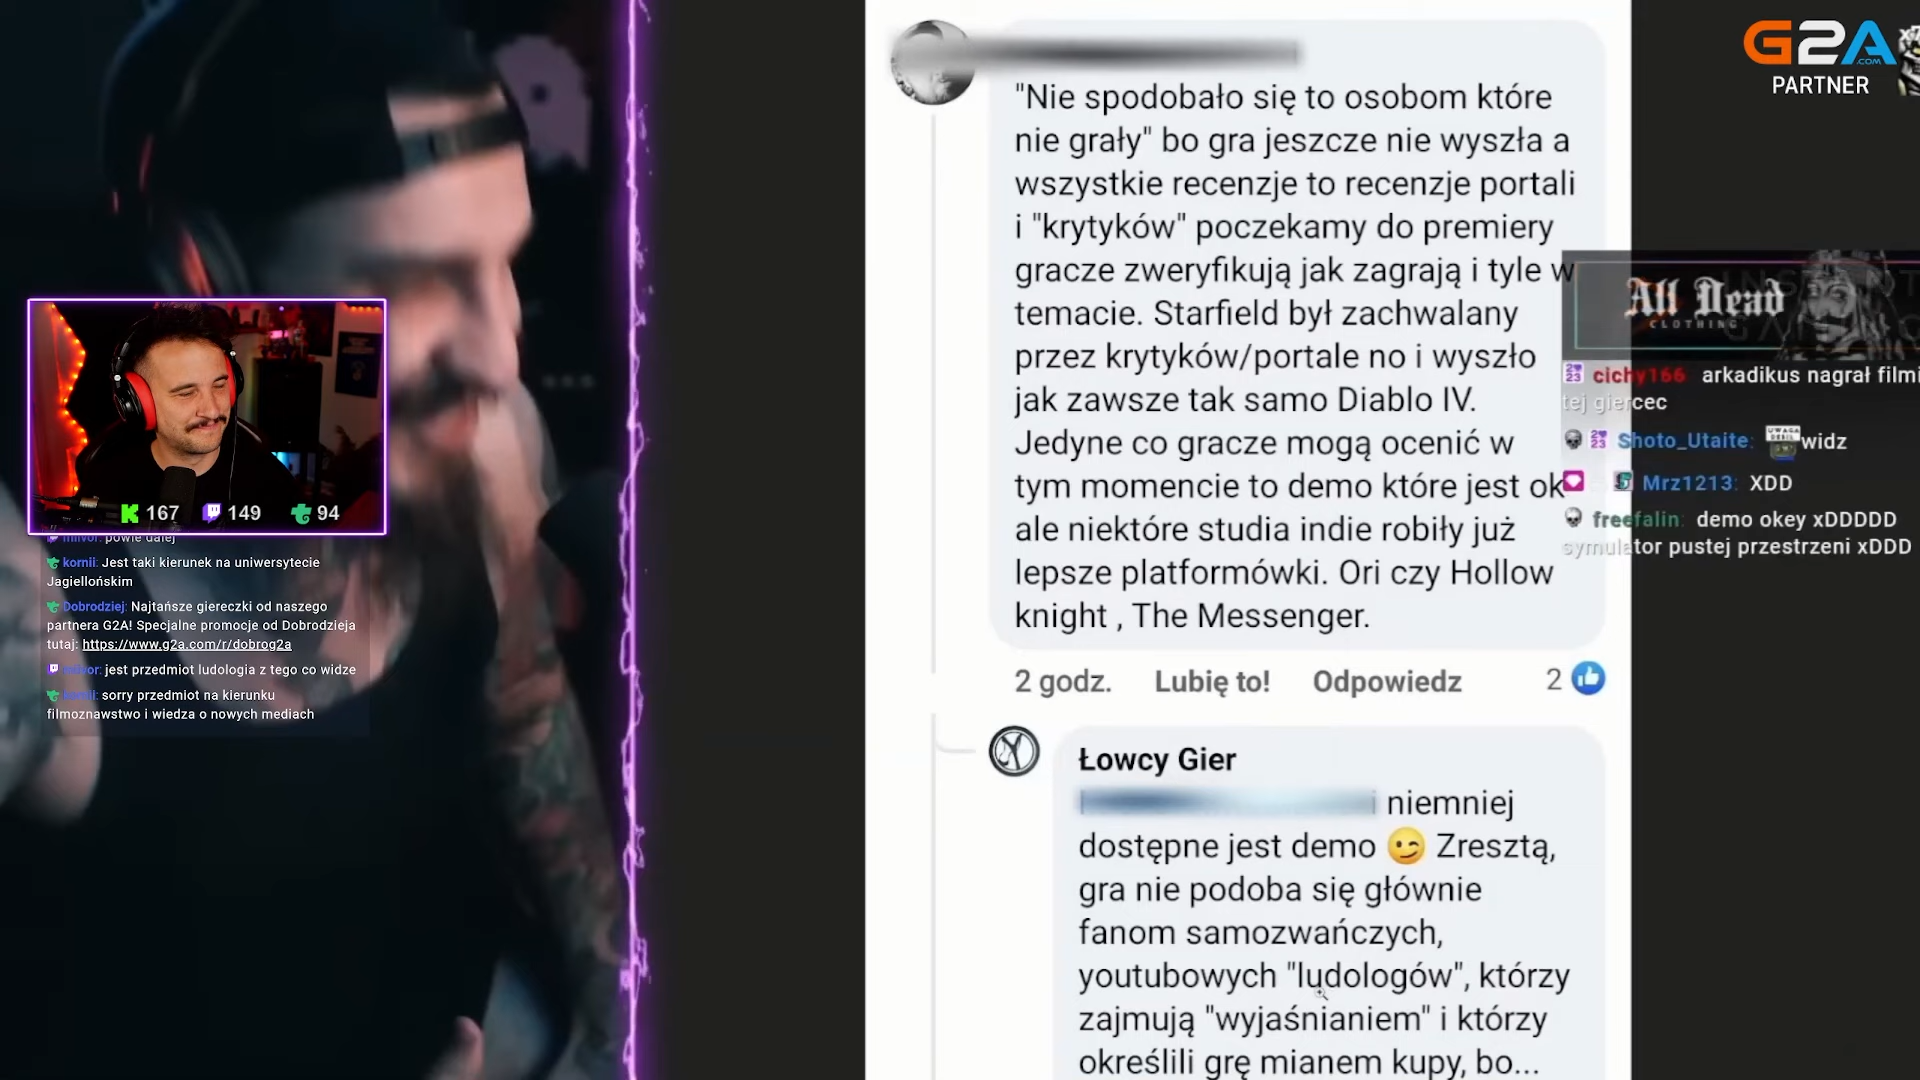 G2A
.COM
PARTNER
"Nie spodobało się to osobom które
nie grały" bo gra jeszcze nie wyszła a
wszystkie recenzje to recenzje portali
i "krytyków" poczekamy do premiery
gracze zweryfikują jak zagrają i tyle w
temacie. Starfield był zachwalany
przez krytyków/portale no i wyszło
jak zawsze tak samo Diablo IV.
Jedyne co gracze mogą ocenić w
tym momencie to demo które jest ok
ale niektóre studia indie robiły już
lepsze platformówki. Ori czy Hollow
knight , The Messenger.
2 godz. Lubię to! Odpowiedz 2
Łowcy Gier
niemniej
dostępne jest demo 😉 Zresztą,
gra nie podoba się głównie
fanom samozwańczych,
youtubowych "ludologów", którzy
zajmują "wyjaśnianiem" i którzy
określili grę mianem kupy, bo...
All Dead
CLOTHING
cichy166 arkadikus nagrał filmi
tej giercec
Shoto_Utaite: widz
Mrz1213: XDD
freefalin: demo okey xDDDDD
symulator pustej przestrzeni xDDD
167 149 94
powie dalej
kornii: Jest taki kierunek na uniwersytecie
Jagiellońskim
Dobrodziej: Najtańsze giereczki od naszego
partnera G2A! Specjalne promocje od Dobrodzieja
tutaj: https://www.g2a.com/r/dobrog2a
jest przedmiot ludologia z tego co widze
kornii: sorry przedmiot na kierunku
filmoznawstwo i wiedza o nowych mediach